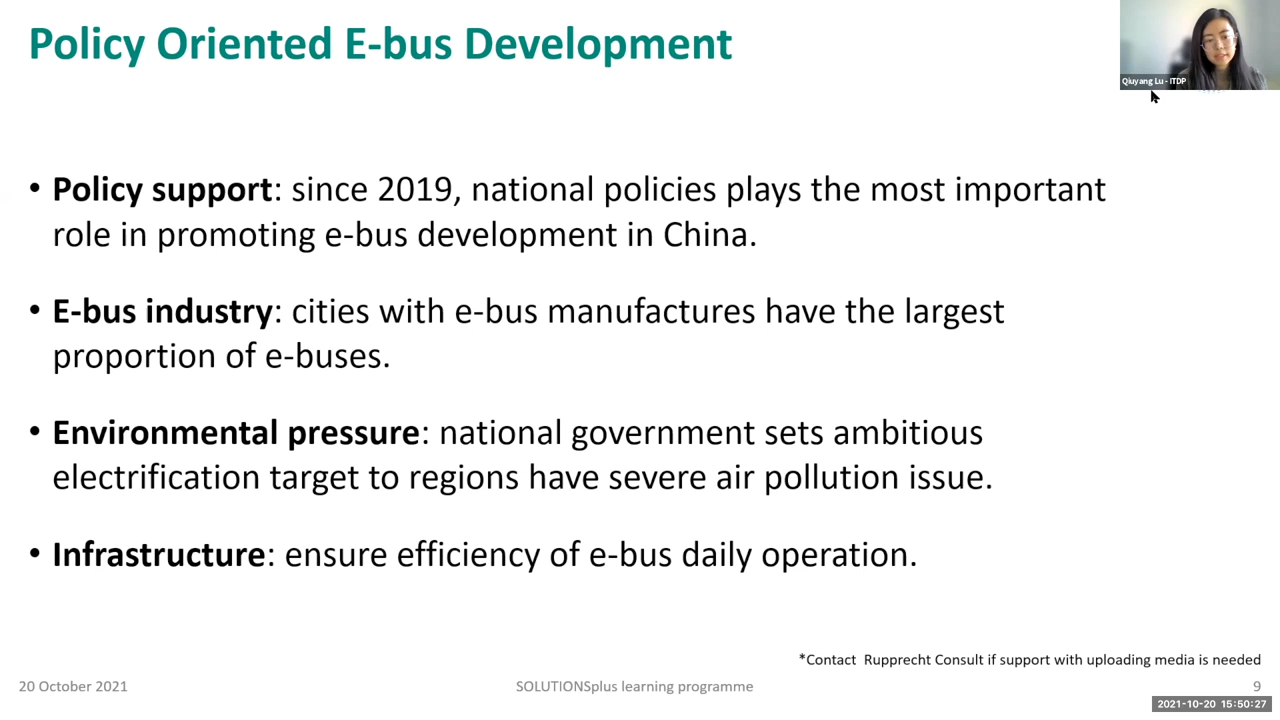 Policy Oriented E-bus Development
Qiuyang Lu - ITDP
• Policy support: since 2019, national policies plays the most important
role in promoting e-bus development in China.
• E-bus industry: cities with e-bus manufactures have the largest
proportion of e-buses.
• Environmental pressure: national government sets ambitious
electrification target to regions have severe air pollution issue.
• Infrastructure: ensure efficiency of e-bus daily operation.
*Contact Rupprecht Consult if support with uploading media is needed
20 October 2021
SOLUTIONSplus learning programme
9
2021-10-20 15:50:27